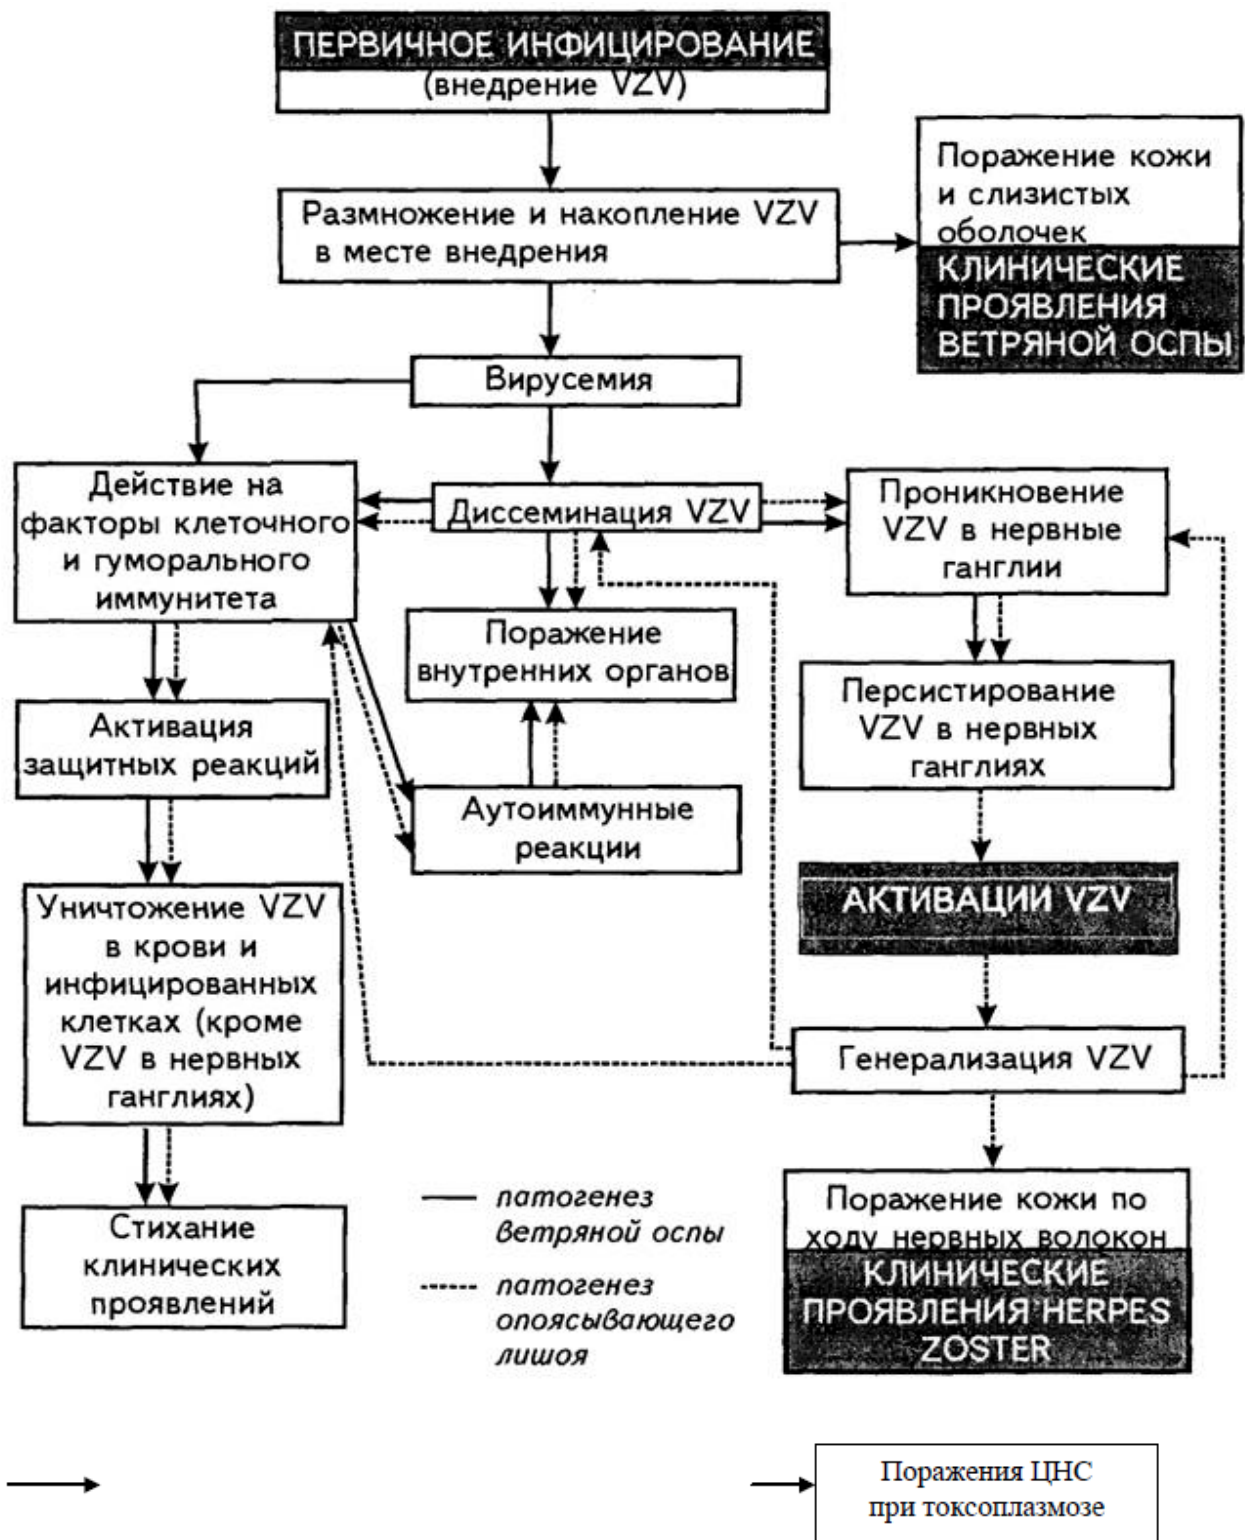 ПЕРВИЧНОЕ ИНФИЦИРОВАНИЕ
(внедрение VZV)
Поражение кожи
и слизистых
оболочек
КЛИНИЧЕСКИЕ
ПРОЯВЛЕНИЯ
ВЕТРЯНОЙ ОСПЫ
Размножение и накопление VZV
в месте внедрения
Вирусемия
Действие на
факторы клеточного
и гуморального
иммунитета
Диссеминация VZV
Проникновение
VZV в нервные
ганглии
Поражение
внутренних органов
Персистирование
VZV в нервных
ганглиях
Активация
защитных реакций
Аутоиммунные
реакции
АКТИВАЦИИ VZV
Уничтожение VZV
в крови и
инфицированных
клетках (кроме
VZV в нервных
ганглиях)
Генерализация VZV
Стихание
клинических
проявлений
патогенез
ветряной оспы
патогенез
опоясывающего
лишоя
Поражение кожи по
ходу нервных волокон
КЛИНИЧЕСКИЕ
ПРОЯВЛЕНИЯ HERPES
ZOSTER
Поражения ЦНС
при токсоплазмозе